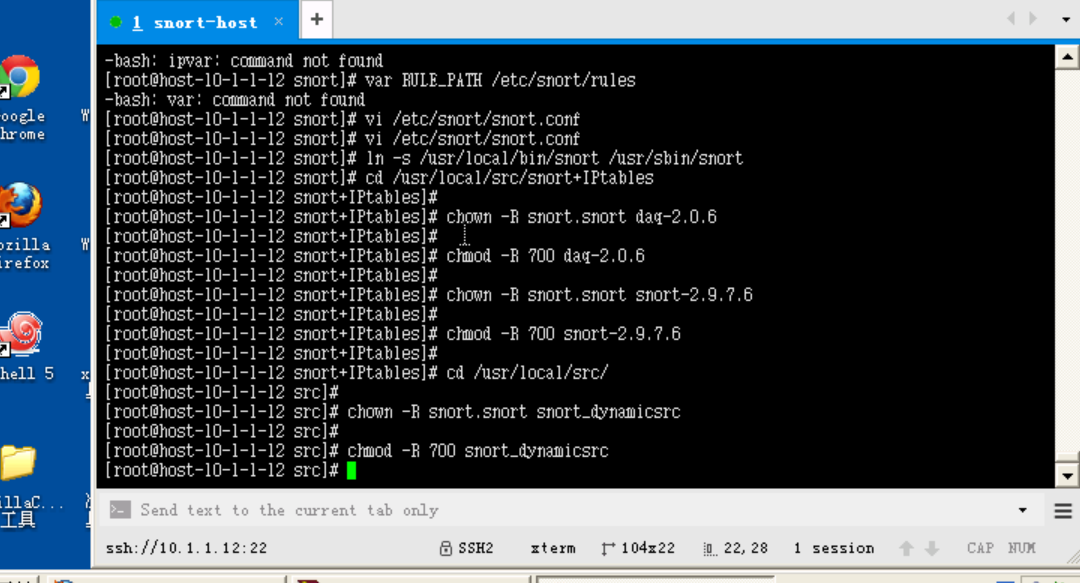 1 snort-host × +
-bash: ipvar: command not found
[root@host-10-1-1-12 snort]# var RULE_PATH /etc/snort/rules
-bash: var: command not found
[root@host-10-1-1-12 snort]# vi /etc/snort/snort.conf
[root@host-10-1-1-12 snort]# vi /etc/snort/snort.conf
[root@host-10-1-1-12 snort]# ln -s /usr/local/bin/snort /usr/sbin/snort
[root@host-10-1-1-12 snort]# cd /usr/local/src/snort+IPtables
[root@host-10-1-1-12 snort+IPtables]#
[root@host-10-1-1-12 snort+IPtables]# chown -R snort.snort daq-2.0.6
[root@host-10-1-1-12 snort+IPtables]#
[root@host-10-1-1-12 snort+IPtables]# chmod -R 700 daq-2.0.6
[root@host-10-1-1-12 snort+IPtables]#
[root@host-10-1-1-12 snort+IPtables]# chown -R snort.snort snort-2.9.7.6
[root@host-10-1-1-12 snort+IPtables]#
[root@host-10-1-1-12 snort+IPtables]# chmod -R 700 snort-2.9.7.6
[root@host-10-1-1-12 snort+IPtables]#
[root@host-10-1-1-12 snort+IPtables]# cd /usr/local/src/
[root@host-10-1-1-12 src]#
[root@host-10-1-1-12 src]# chown -R snort.snort snort_dynamicsrc
[root@host-10-1-1-12 src]#
[root@host-10-1-1-12 src]# chmod -R 700 snort_dynamicsrc
[root@host-10-1-1-12 src]#
Send text to the current tab only
ssh://10.1.1.12:22 SSH2 xterm 104x22 22,28 1 session CAP NUM
oogle
hrome
ozilla
irefox
hell 5
illaC...
工具